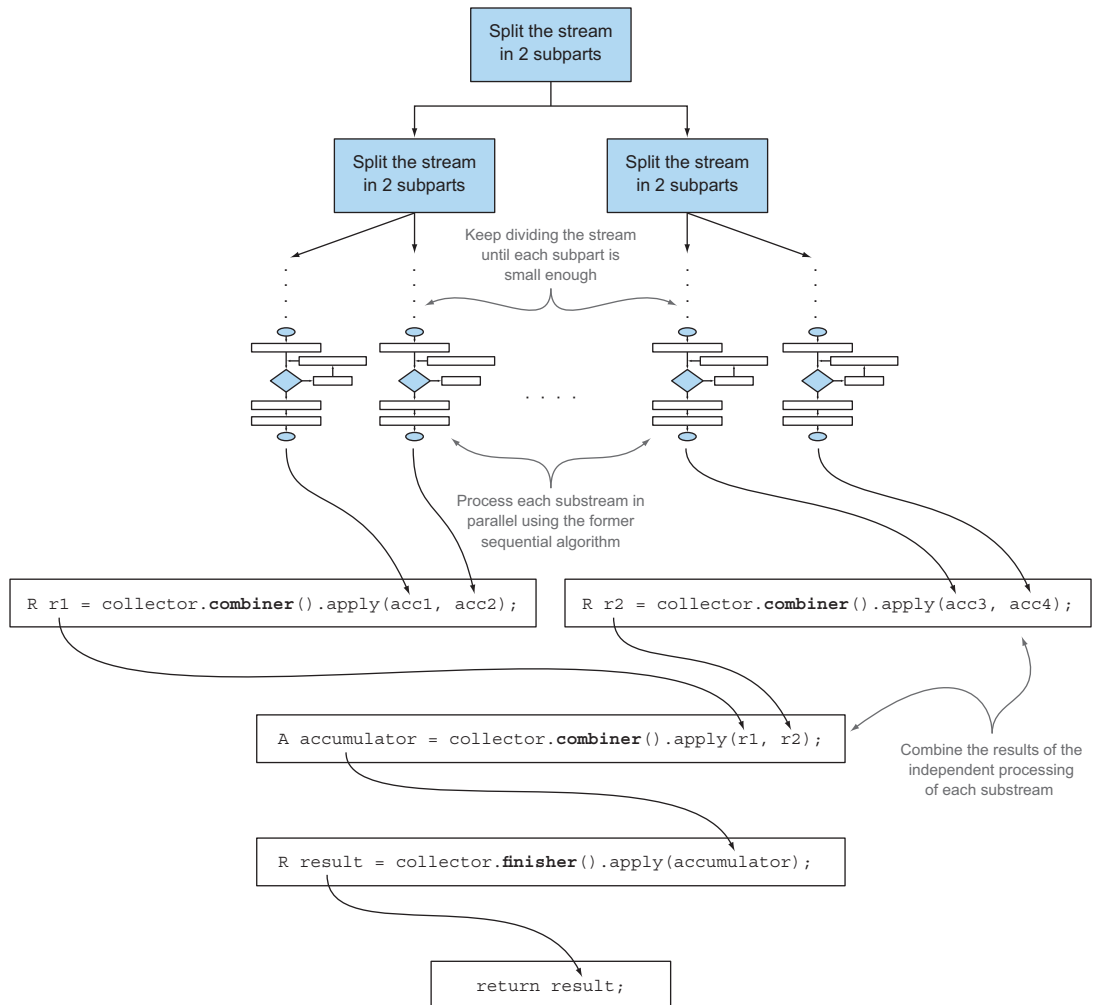 Split the stream
in 2 subparts
Split the stream
in 2 subparts
Split the stream
in 2 subparts
Keep dividing the stream
until each subpart is
small enough
Process each substream in
parallel using the former
sequential algorithm
R r1 = collector.combiner().apply(acc1, acc2);
R r2 = collector.combiner().apply(acc3, acc4);
A accumulator = collector.combiner().apply(r1, r2);
Combine the results of the
independent processing
of each substream
R result = collector.finisher().apply(accumulator);
return result;